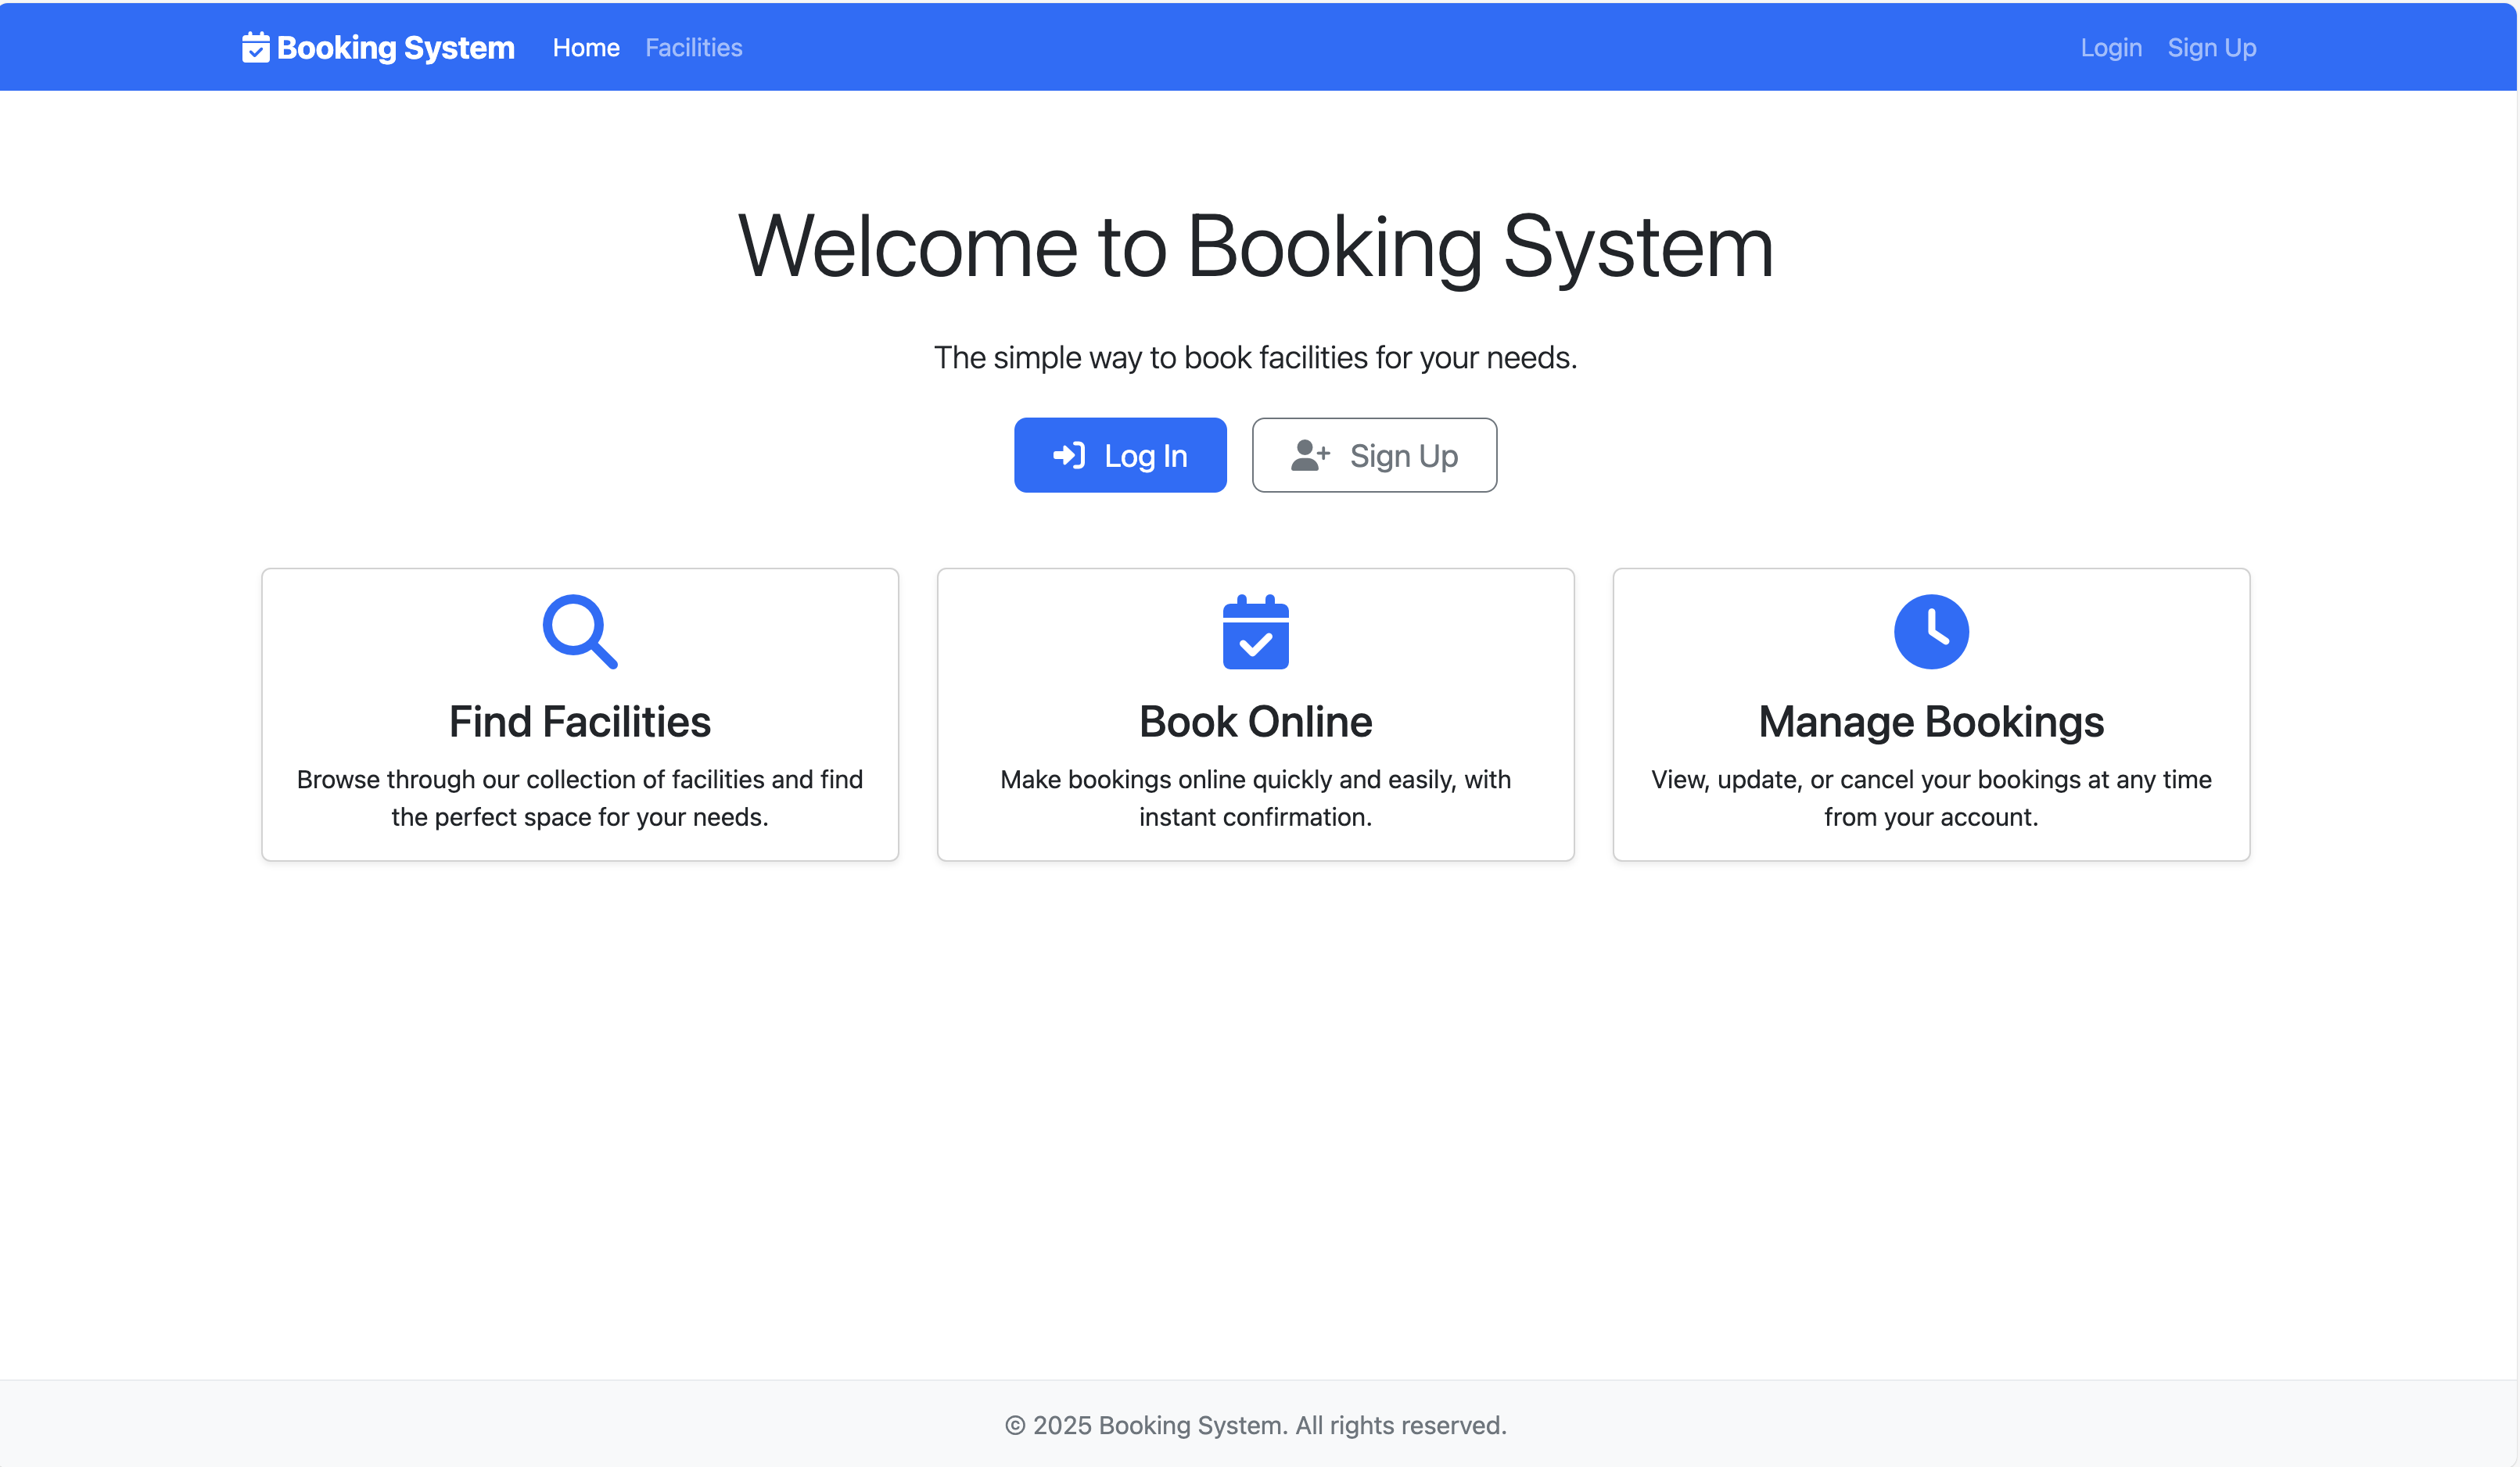 Booking System Home Facilities Login Sign Up
Welcome to Booking System
The simple way to book facilities for your needs.
Log In Sign Up
Find Facilities
Browse through our collection of facilities and find
the perfect space for your needs.
Book Online
Make bookings online quickly and easily, with
instant confirmation.
Manage Bookings
View, update, or cancel your bookings at any time
from your account.
© 2025 Booking System. All rights reserved.